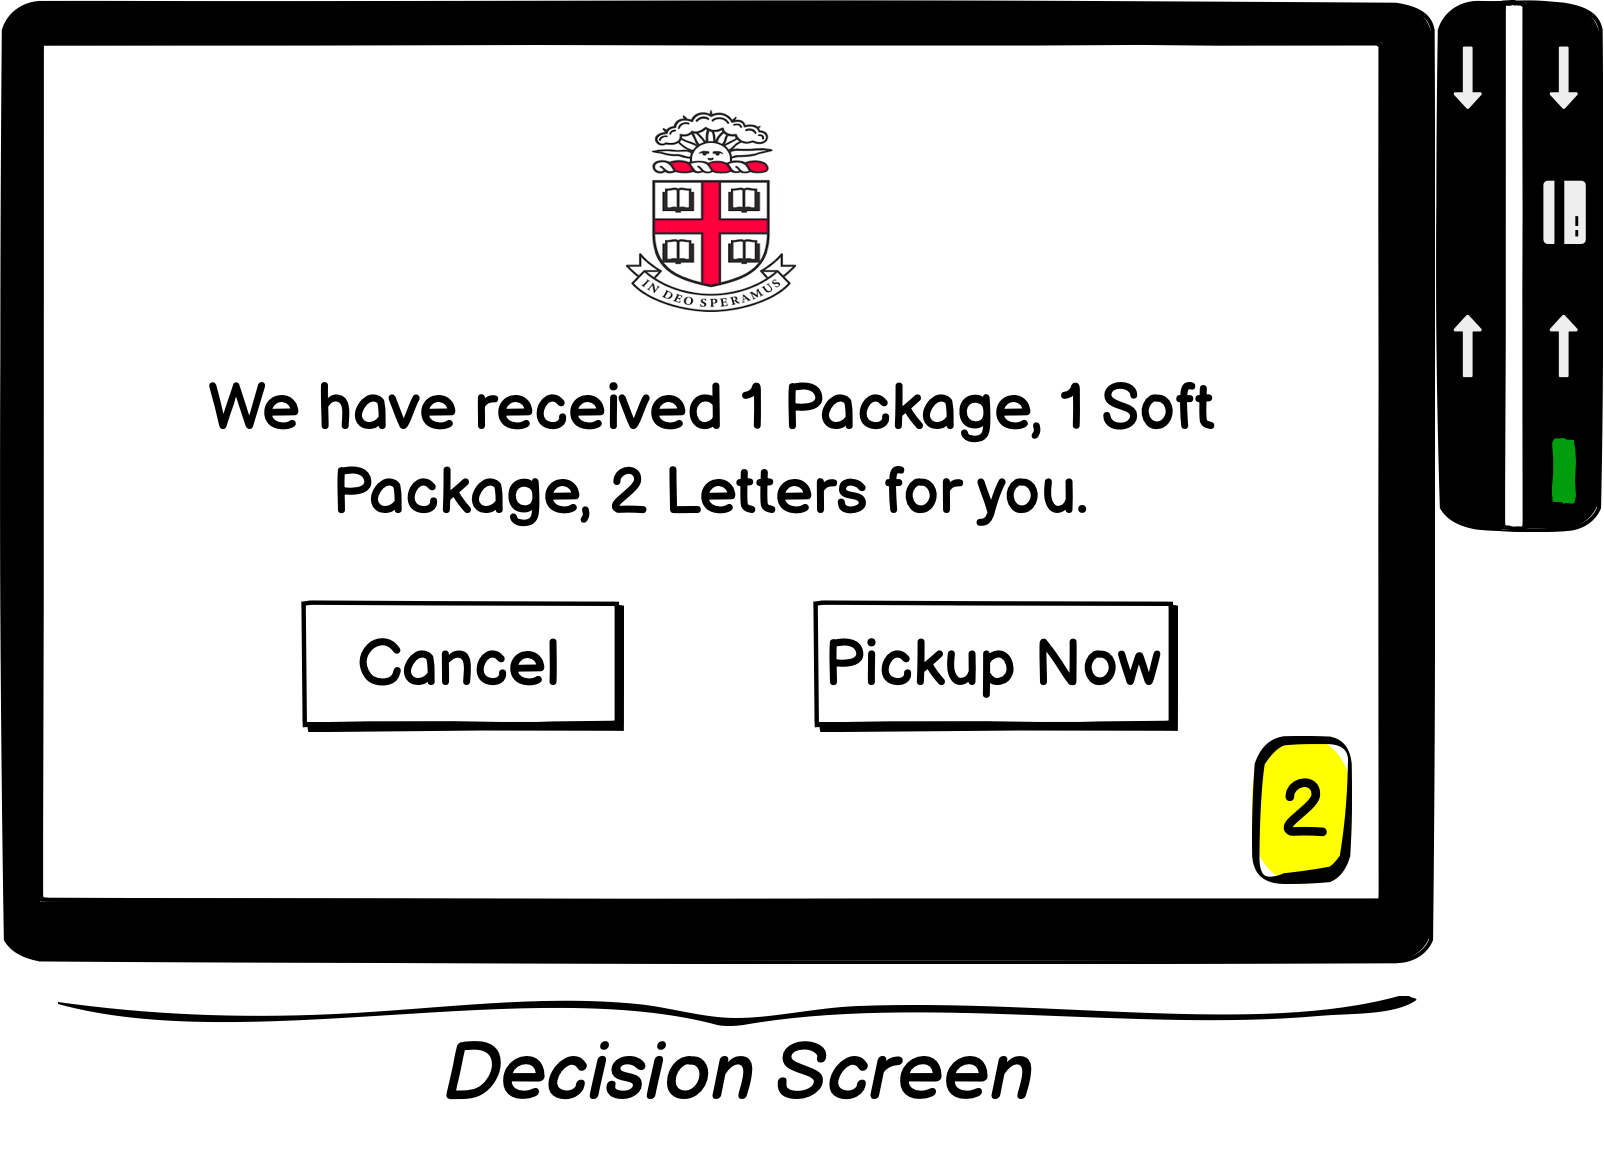 IN DEO SPERAMUS
We have received 1 Package, 1 Soft
Package, 2 Letters for you.
Cancel
Pickup Now
2
Decision Screen